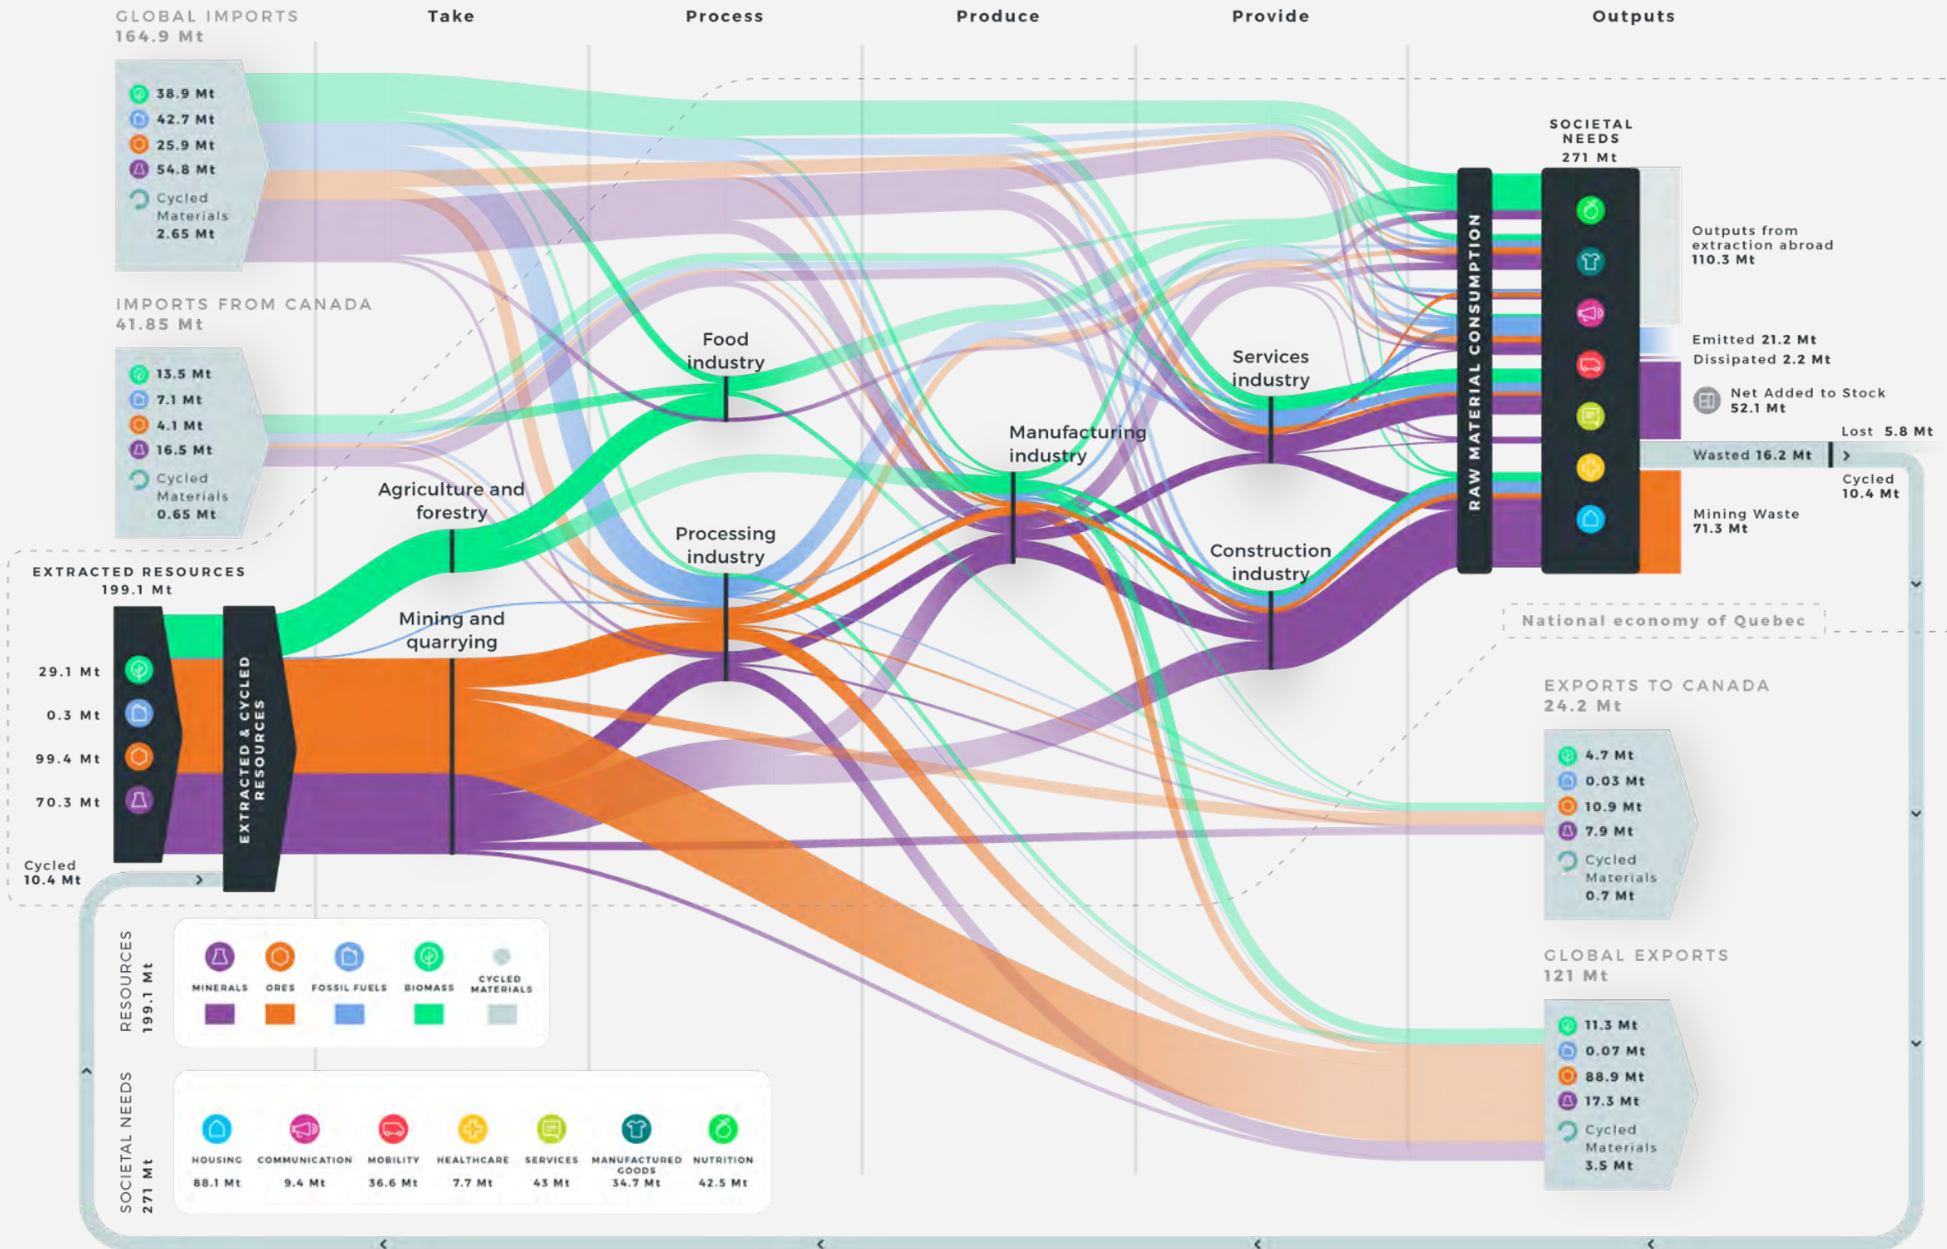 GLOBAL IMPORTS
164.9 Mt
Take
Process
Produce
Provide
Outputs
38.9 Mt
42.7 Mt
25.9 Mt
54.8 Mt
Cycled
Materials
2.65 Mt
IMPORTS FROM CANADA
41.85 Mt
13.5 Mt
7.1 Mt
4.1 Mt
16.5 Mt
Cycled
Materials
0.65 Mt
EXTRACTED RESOURCES
199.1 Mt
29.1 Mt
0.3 Mt
99.4 Mt
70.3 Mt
Cycled
10.4 Mt
EXTRACTED & CYCLED
RESOURCES
Agriculture and
forestry
Mining and
quarrying
Food
industry
Processing
industry
Manufacturing
industry
Services
industry
Construction
industry
RAW MATERIAL CONSUMPTION
SOCIETAL
NEEDS
271 Mt
Outputs from
extraction abroad
110.3 Mt
Emitted 21.2 Mt
Dissipated 2.2 Mt
Net Added to Stock
52.1 Mt
Lost 5.8 Mt
Wasted 16.2 Mt
Cycled
10.4 Mt
Mining Waste
71.3 Mt
National economy of Quebec
EXPORTS TO CANADA
24.2 Mt
4.7 Mt
0.03 Mt
10.9 Mt
7.9 Mt
Cycled
Materials
0.7 Mt
GLOBAL EXPORTS
121 Mt
11.3 Mt
0.07 Mt
88.9 Mt
17.3 Mt
Cycled
Materials
3.5 Mt
RESOURCES
199.1 Mt
MINERALS
ORES
FOSSIL FUELS
BIOMASS
CYCLED
MATERIALS
SOCIETAL NEEDS
271 Mt
HOUSING
88.1 Mt
COMMUNICATION
9.4 Mt
MOBILITY
36.6 Mt
HEALTHCARE
7.7 Mt
SERVICES
43 Mt
MANUFACTURED
GOODS
34.7 Mt
NUTRITION
42.5 Mt